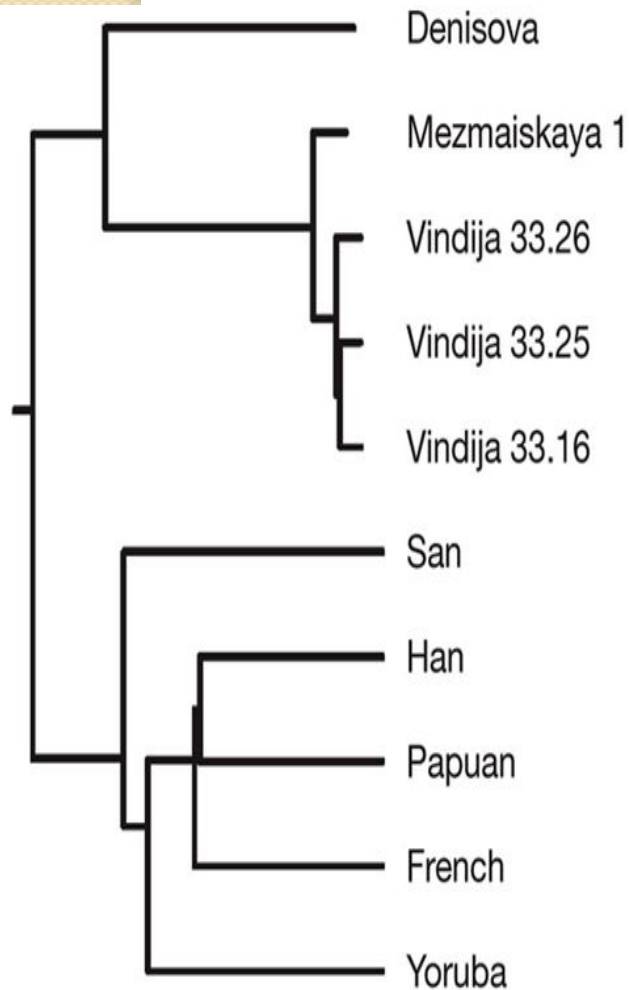 Denisova
Mezmaiskaya 1
Vindija 33.26
Vindija 33.25
Vindija 33.16
San
Han
Papuan
French
Yoruba